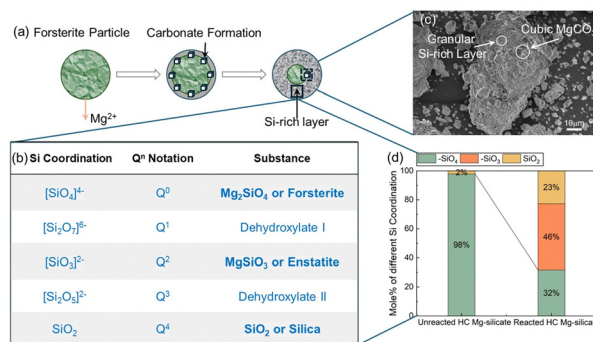 (a)
Forsterite Particle
Carbonate Formation
Mg²⁺
Si-rich layer
(b) Si Coordination Qⁿ Notation Substance
[SiO₄]⁴⁻ Q⁰ Mg₂SiO₄ or Forsterite
[Si₂O₇]⁶⁻ Q¹ Dehydroxylate I
[SiO₃]²⁻ Q² MgSiO₃ or Enstatite
[Si₂O₅]²⁻ Q³ Dehydroxylate II
SiO₂ Q⁴ SiO₂ or Silica
(c)
Granular
Si-rich Layer
Cubic MgCO
10μm
(d)
-SiO₄ -SiO₃ SiO₂
Mole% of different Si Coordination
100
80
60
40
20
0
2%
98%
23%
46%
32%
Unreacted HC Mg-silicate Reacted HC Mg-silica